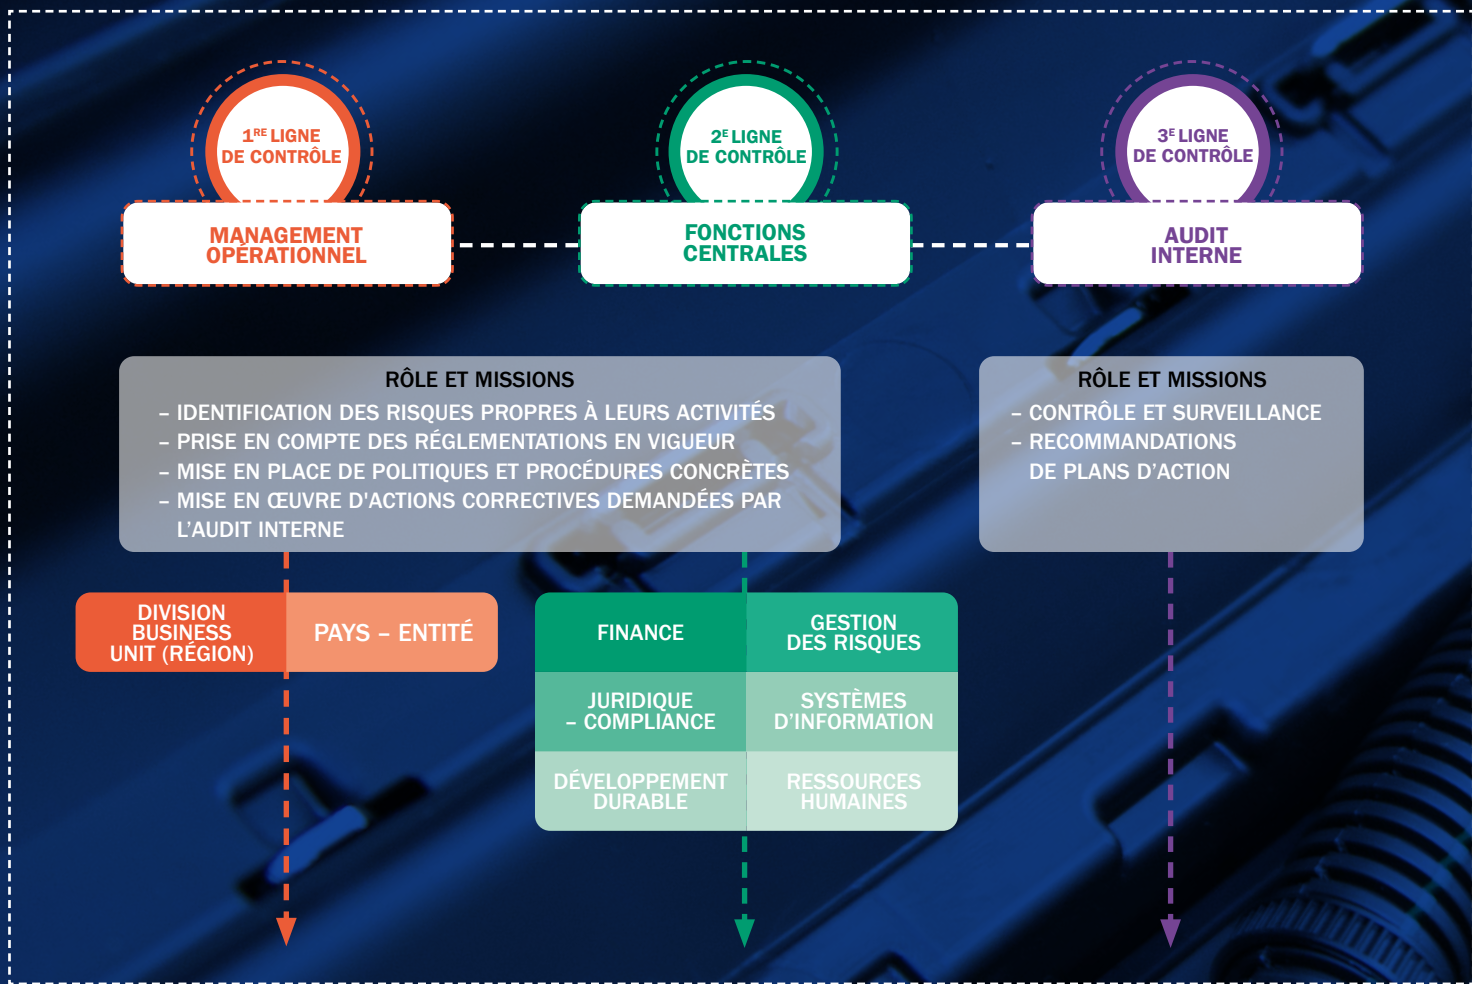 1RE LIGNE
DE CONTRÔLE
MANAGEMENT
OPÉRATIONNEL
2E LIGNE
DE CONTRÔLE
FONCTIONS
CENTRALES
3E LIGNE
DE CONTRÔLE
AUDIT
INTERNE
RÔLE ET MISSIONS
– IDENTIFICATION DES RISQUES PROPRES À LEURS ACTIVITÉS
– PRISE EN COMPTE DES RÉGLEMENTATIONS EN VIGUEUR
– MISE EN PLACE DE POLITIQUES ET PROCÉDURES CONCRÈTES
– MISE EN ŒUVRE D'ACTIONS CORRECTIVES DEMANDÉES PAR
L’AUDIT INTERNE
RÔLE ET MISSIONS
– CONTRÔLE ET SURVEILLANCE
– RECOMMANDATIONS
DE PLANS D’ACTION
DIVISION
BUSINESS
UNIT (RÉGION)
PAYS – ENTITÉ
FINANCE
GESTION
DES RISQUES
JURIDIQUE
– COMPLIANCE
SYSTÈMES
D’INFORMATION
DÉVELOPPEMENT
DURABLE
RESSOURCES
HUMAINES